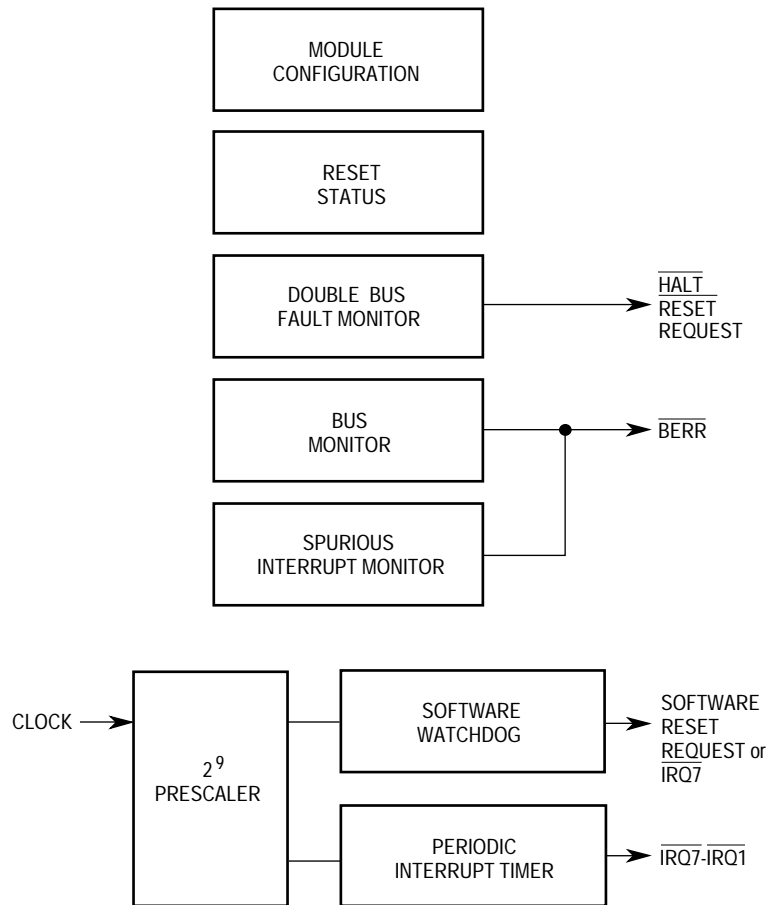 MODULE
CONFIGURATION
RESET
STATUS
DOUBLE BUS
FAULT MONITOR
HALT
RESET
REQUEST
BUS
MONITOR
BERR
SPURIOUS
INTERRUPT MONITOR
CLOCK
2⁹
PRESCALER
SOFTWARE
WATCHDOG
SOFTWARE
RESET
REQUEST or
IRQ7
PERIODIC
INTERRUPT TIMER
IRQ7-IRQ1